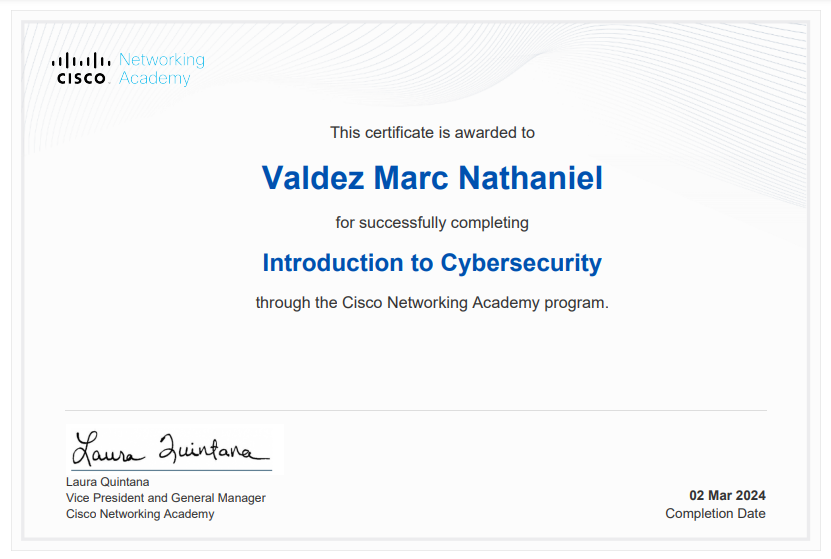 Networking
CISCO Academy
This certificate is awarded to
Valdez Marc Nathaniel
for successfully completing
Introduction to Cybersecurity
through the Cisco Networking Academy program.
Laura Quintana
Laura Quintana
Vice President and General Manager
Cisco Networking Academy
02 Mar 2024
Completion Date